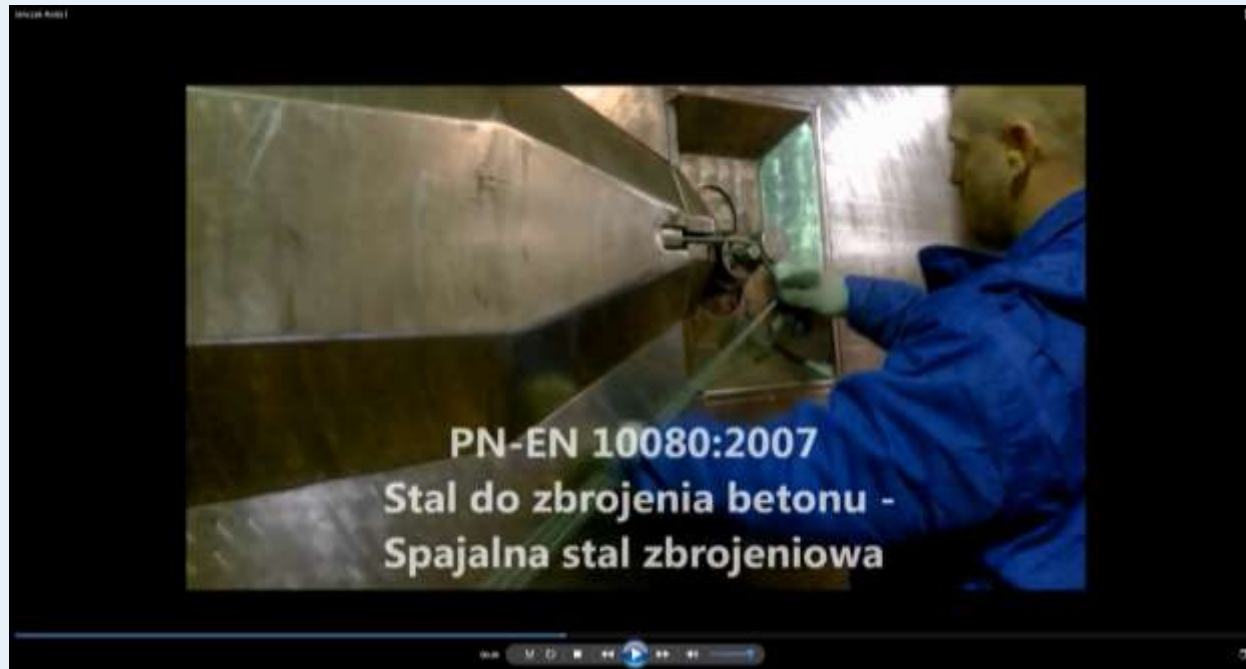 PN-EN 10080:2007
Stal do zbrojenia betonu -
Spajalna stal zbrojeniowa